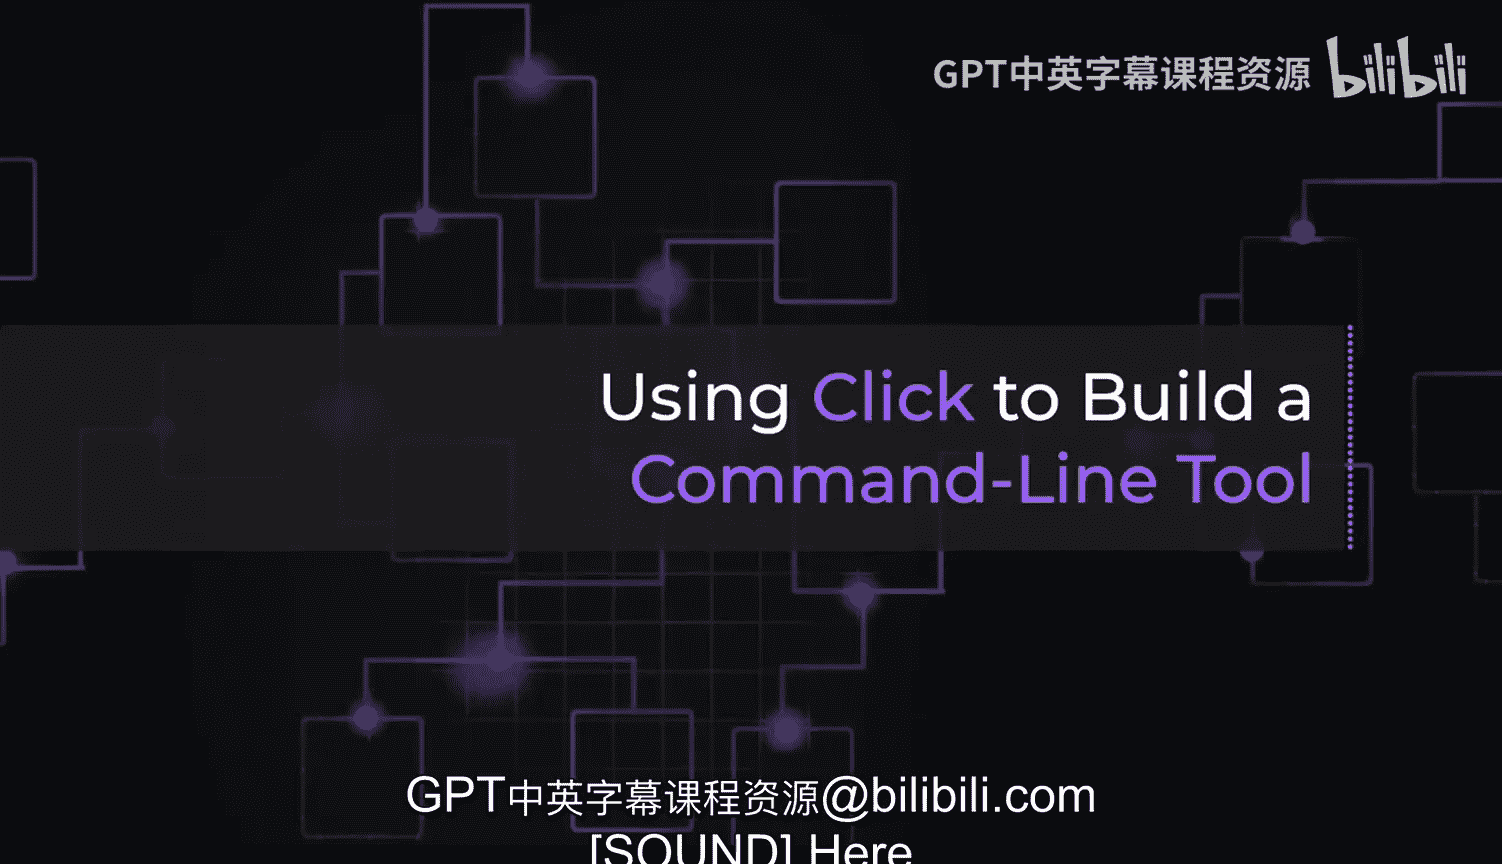 GPT中英字幕课程资源 bilibili
Using Click to Build a
Command-Line Tool
GPT中英字幕课程资源@bilibili.com
[SOUND] Here